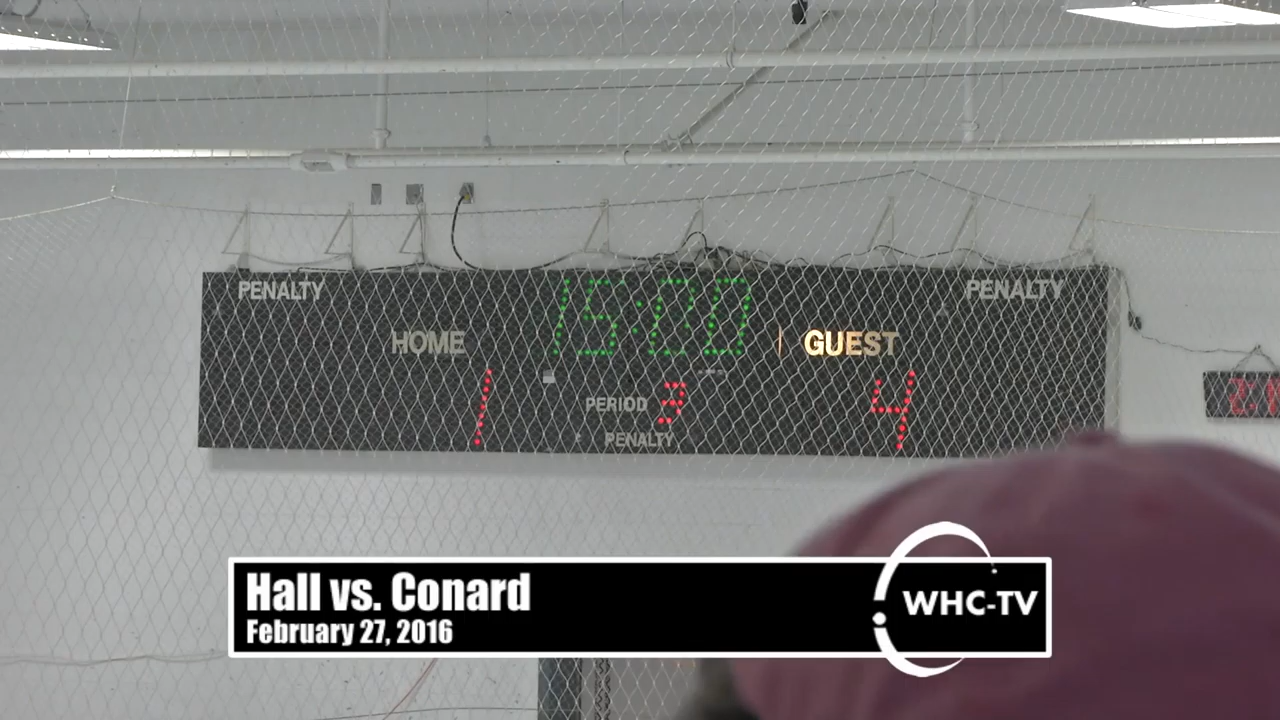 PENALTY
15:00
PENALTY
HOME
GUEST
1
PERIOD 3
4
PENALTY
Hall vs. Conard
February 27, 2016
WHC-TV